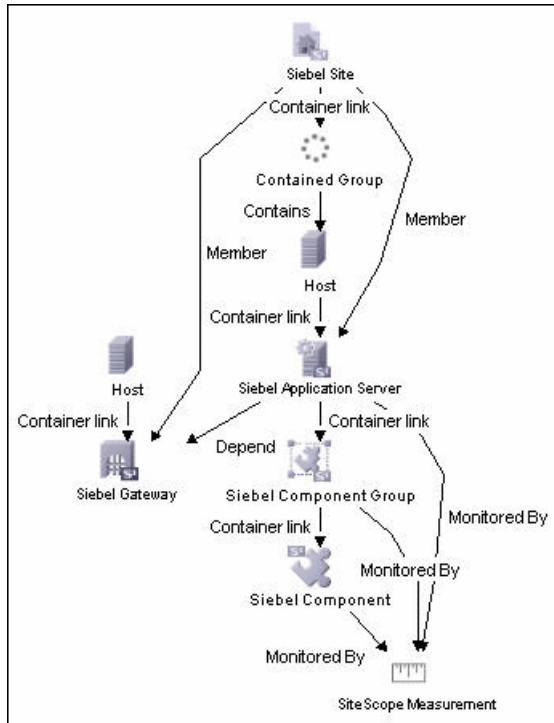 Siebel Site
Container link
Contained Group
Contains
Member
Member
Host
Container link
Host
Siebel Application Server
Container link
Container link
Depend
Siebel Gateway
Siebel Component Group
Container link
Monitored By
Monitored By
Siebel Component
Monitored By
SiteScope Measurement